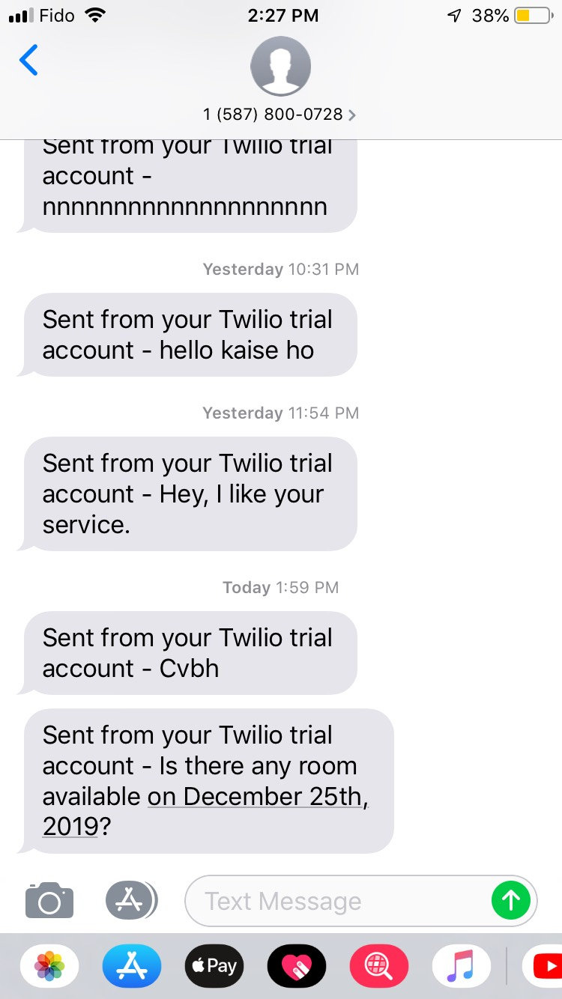 Fido 2:27 PM 38%
1 (587) 800-0728
Sent from your Twilio trial
account -
nnnnnnnnnnnnnnnnnnnn
Yesterday 10:31 PM
Sent from your Twilio trial
account - hello kaise ho
Yesterday 11:54 PM
Sent from your Twilio trial
account - Hey, I like your
service.
Today 1:59 PM
Sent from your Twilio trial
account - Cvbh
Sent from your Twilio trial
account - Is there any room
available on December 25th,
2019?
Text Message
Pay